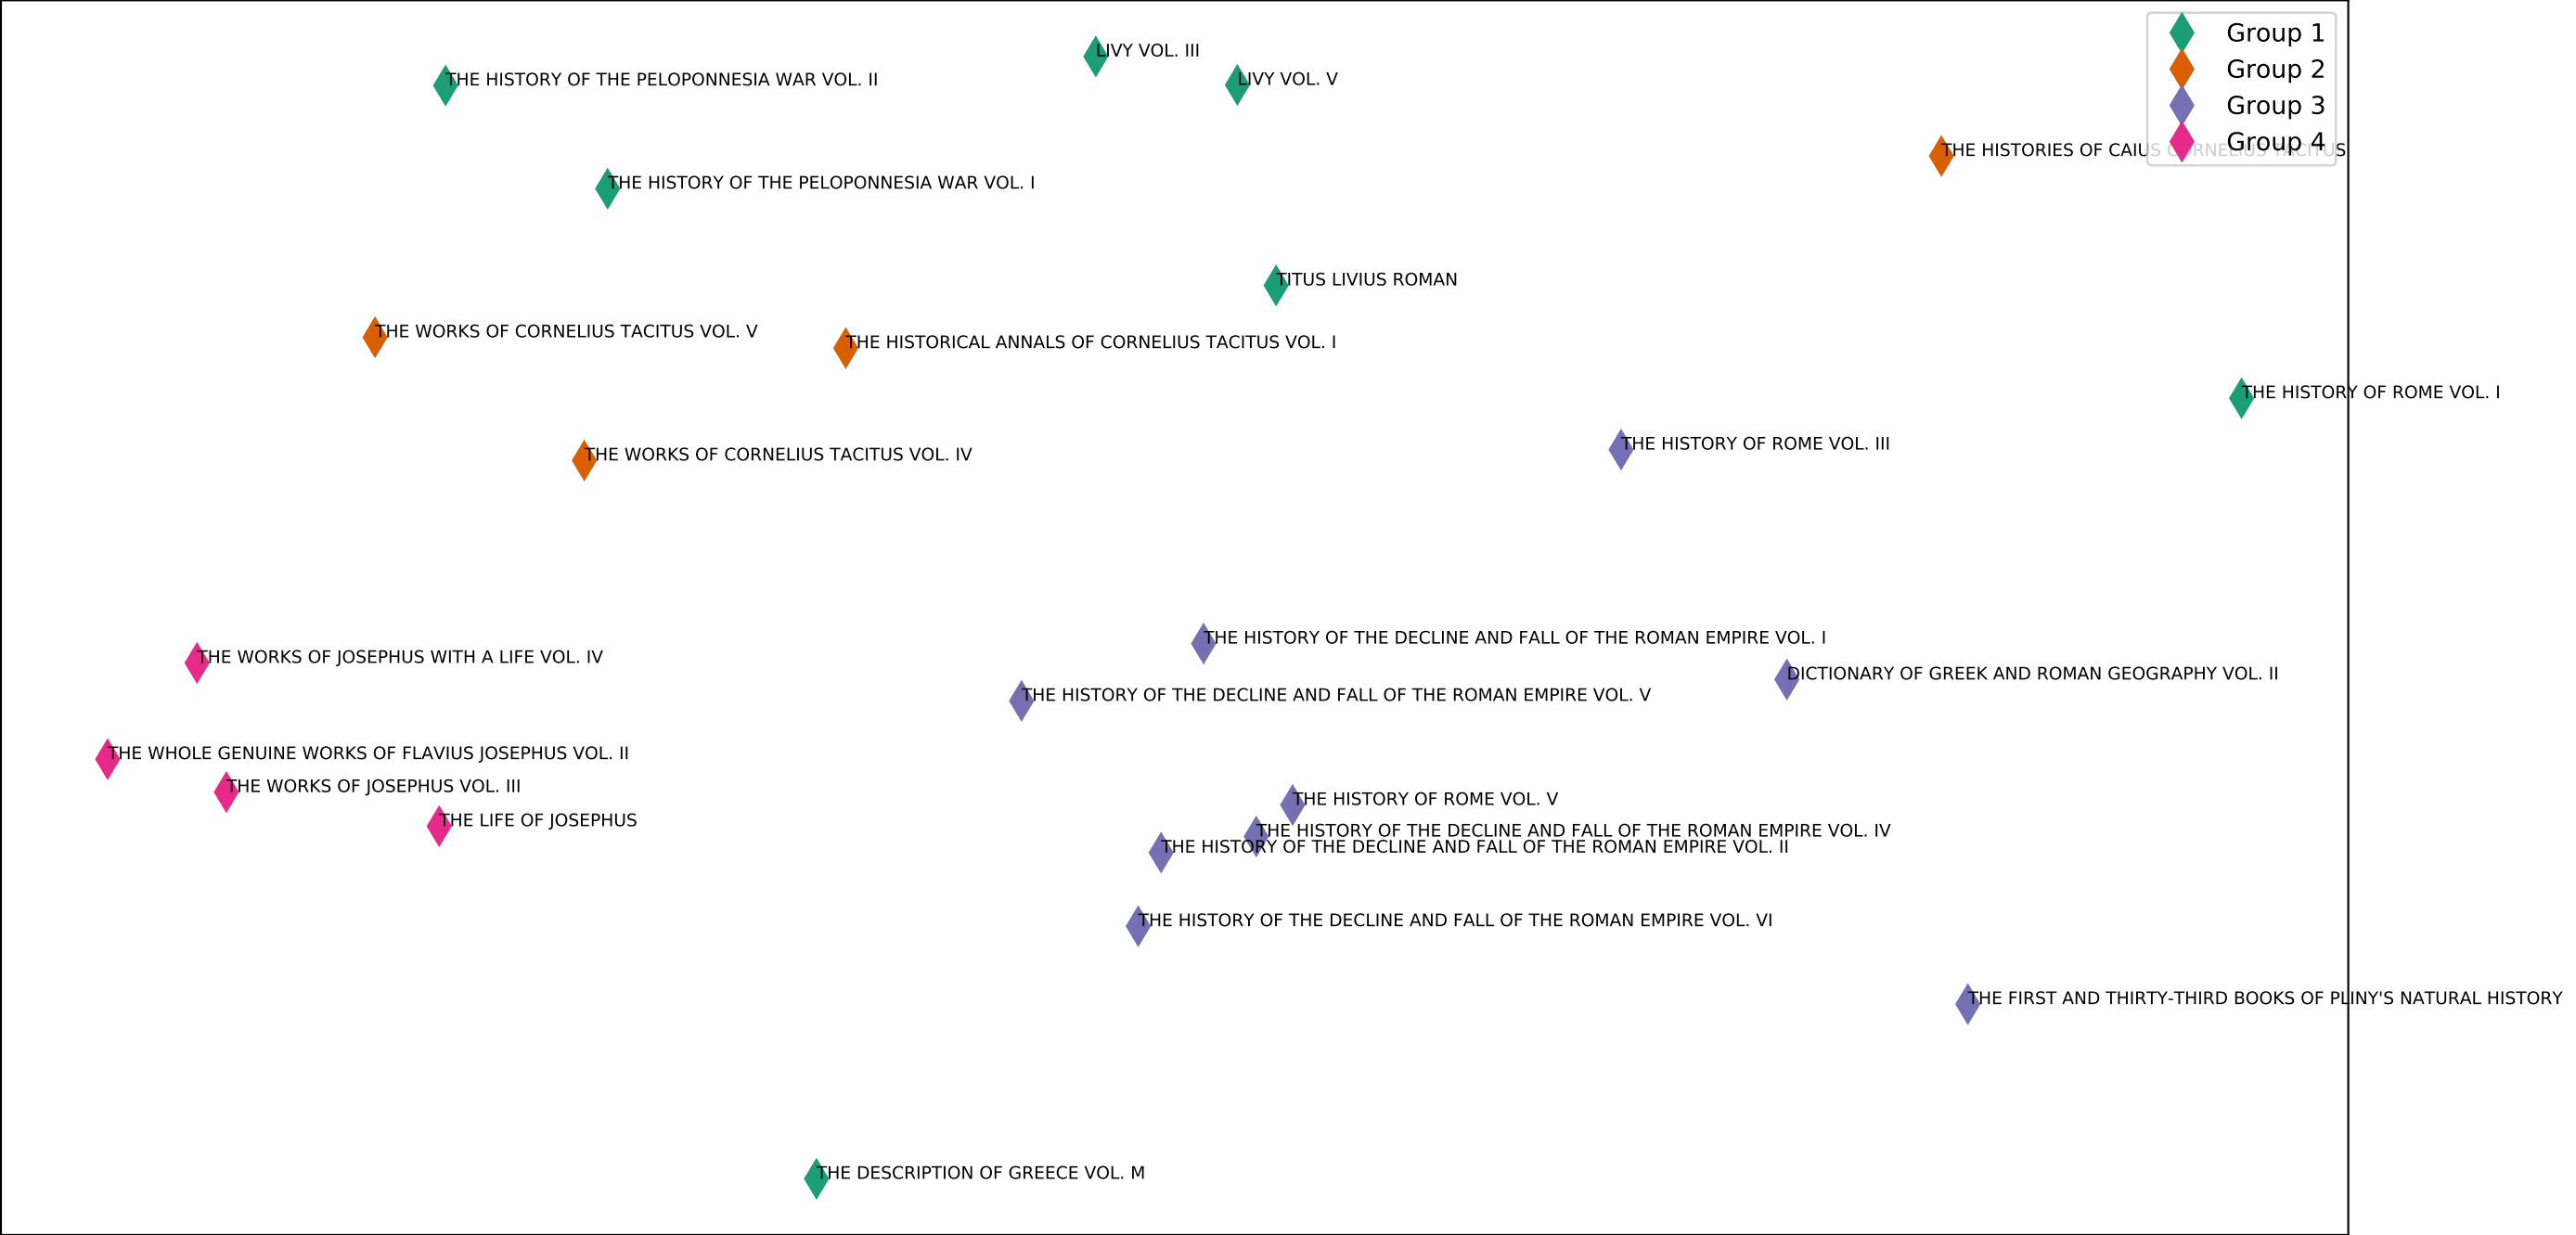 Group 1
LIVY VOL. III
Group 2
THE HISTORY OF THE PELOPONNESIA WAR VOL. II
LIVY VOL. V
Group 3
Group 4
THE HISTORIES OF CAIUS CORNELIUS TACITUS
THE HISTORY OF THE PELOPONNESIA WAR VOL. I
TITUS LIVIUS ROMAN
THE WORKS OF CORNELIUS TACITUS VOL. V
THE HISTORICAL ANNALS OF CORNELIUS TACITUS VOL. I
THE HISTORY OF ROME VOL. I
THE HISTORY OF ROME VOL. III
THE WORKS OF CORNELIUS TACITUS VOL. IV
THE HISTORY OF THE DECLINE AND FALL OF THE ROMAN EMPIRE VOL. I
THE WORKS OF JOSEPHUS WITH A LIFE VOL. IV
DICTIONARY OF GREEK AND ROMAN GEOGRAPHY VOL. II
THE HISTORY OF THE DECLINE AND FALL OF THE ROMAN EMPIRE VOL. V
THE WHOLE GENUINE WORKS OF FLAVIUS JOSEPHUS VOL. II
THE WORKS OF JOSEPHUS VOL. III
THE HISTORY OF ROME VOL. V
THE LIFE OF JOSEPHUS
THE HISTORY OF THE DECLINE AND FALL OF THE ROMAN EMPIRE VOL. IV
THE HISTORY OF THE DECLINE AND FALL OF THE ROMAN EMPIRE VOL. II
THE HISTORY OF THE DECLINE AND FALL OF THE ROMAN EMPIRE VOL. VI
THE FIRST AND THIRTY-THIRD BOOKS OF PLINY'S NATURAL HISTORY
THE DESCRIPTION OF GREECE VOL. M